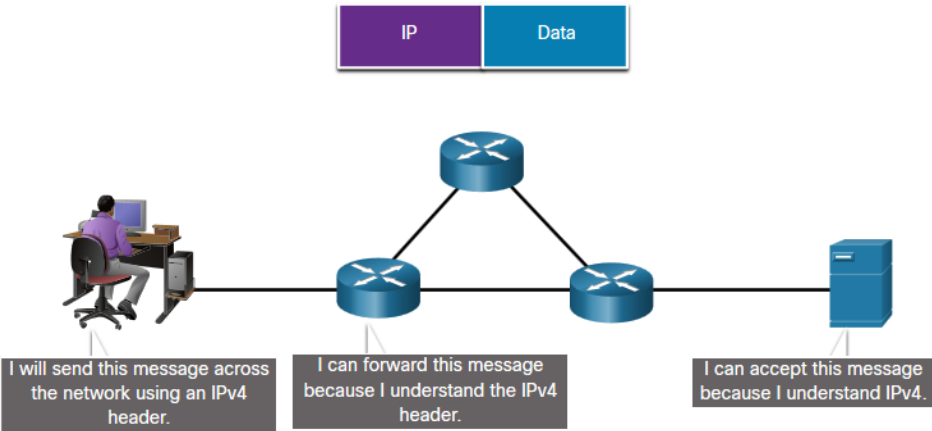 IP
Data
I will send this message across
the network using an IPv4
header.
I can forward this message
because I understand the IPv4
header.
I can accept this message
because I understand IPv4.